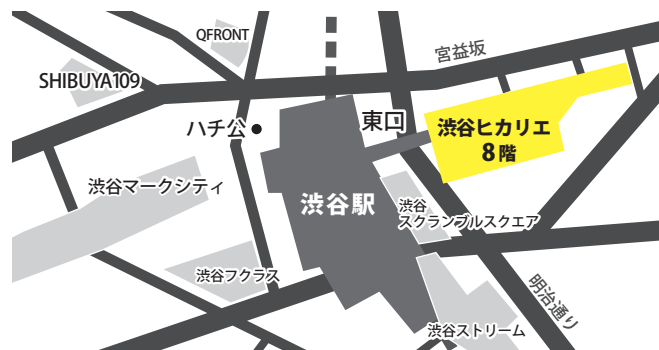 QFRONT
宮益坂
SHIBUYA109
ハチ公
東口
渋谷ヒカリエ
8階
渋谷マークシティ
渋谷駅
渋谷
スクランブルスクエア
渋谷フクラス
明治通り
渋谷ストリーム